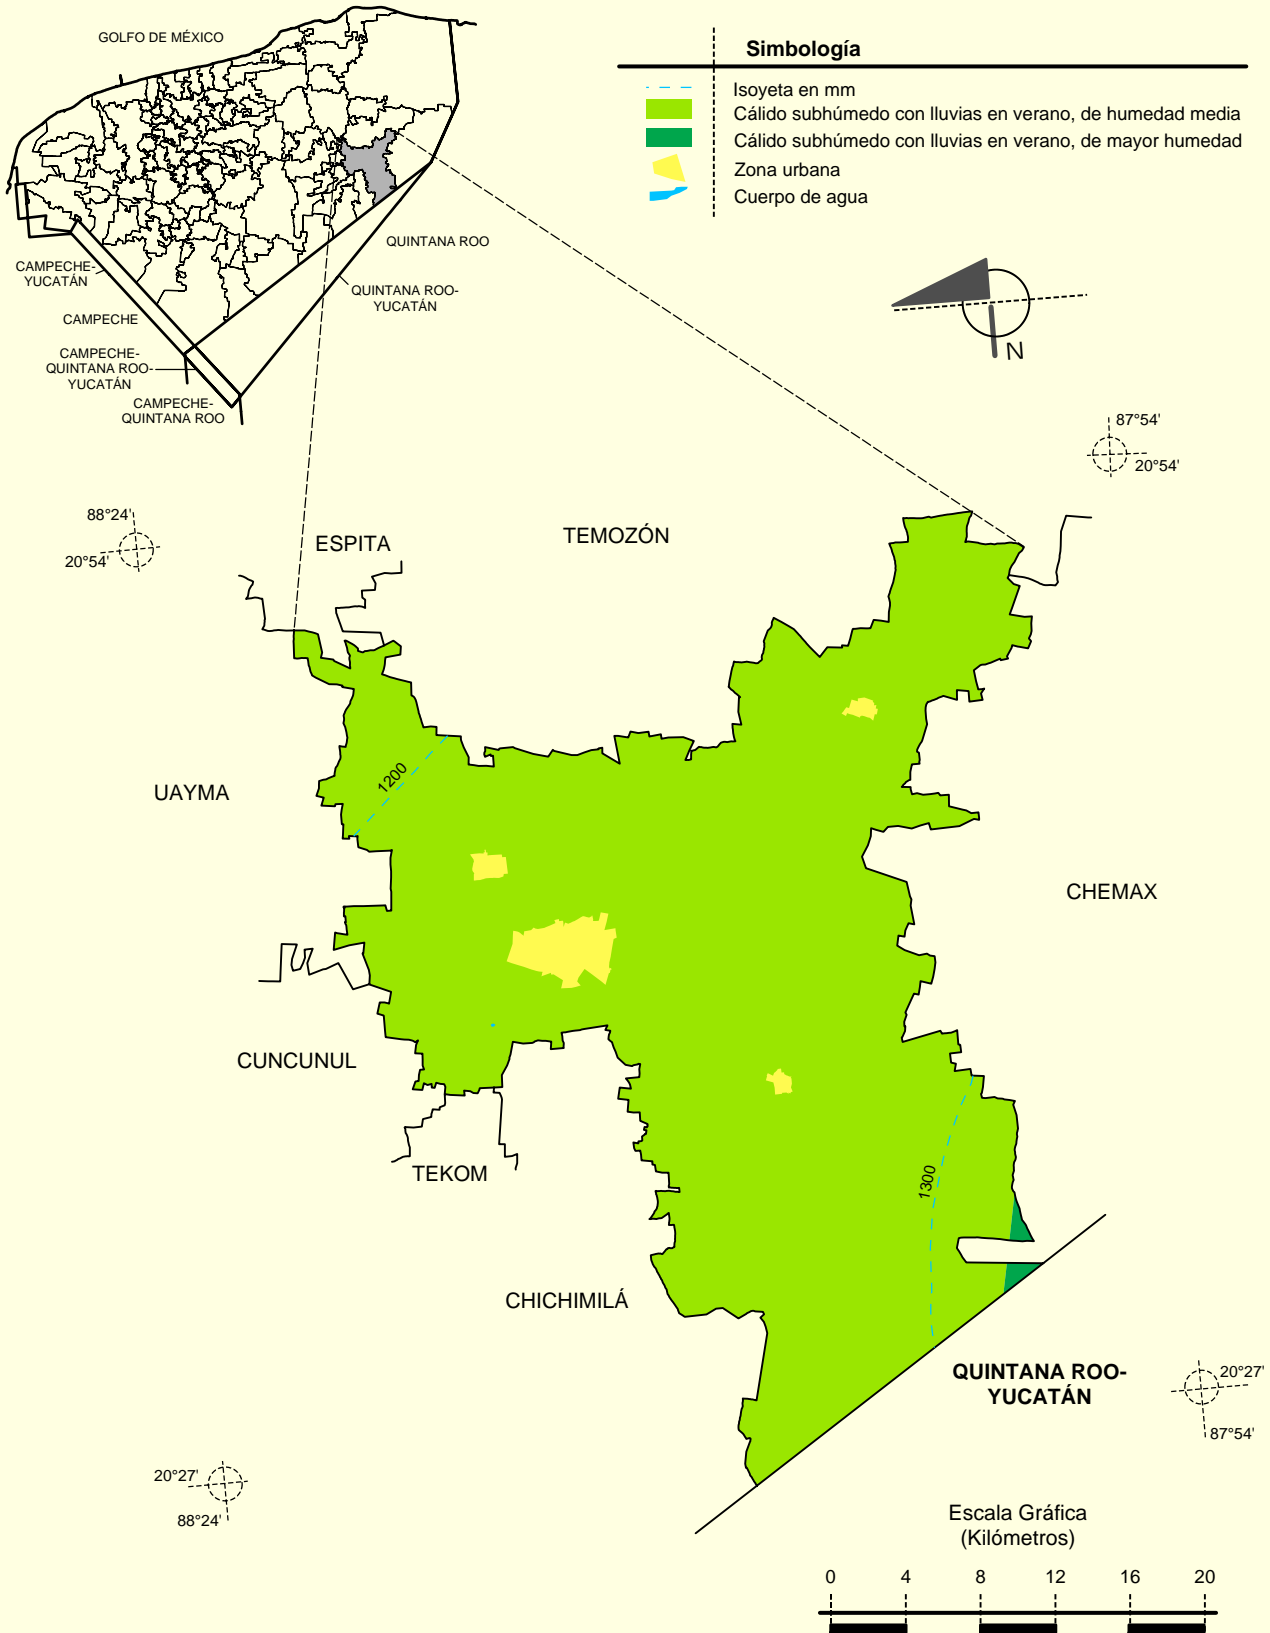 GOLFO DE MÉXICO
CAMPECHE-
YUCATÁN
CAMPECHE
CAMPECHE-
QUINTANA ROO-
YUCATÁN
CAMPECHE-
QUINTANA ROO
QUINTANA ROO
QUINTANA ROO-
YUCATÁN
Simbología
Isoyeta en mm
Cálido subhúmedo con lluvias en verano, de humedad media
Cálido subhúmedo con lluvias en verano, de mayor humedad
Zona urbana
Cuerpo de agua
N
87°54'
20°54'
88°24'
20°54'
ESPITA
TEMOZÓN
UAYMA
1200
CHEMAX
CUNCUNUL
TEKOM
1300
CHICHIMILÁ
QUINTANA ROO-
YUCATÁN
20°27'
87°54'
20°27'
88°24'
Escala Gráfica
(Kilómetros)
0 4 8 12 16 20